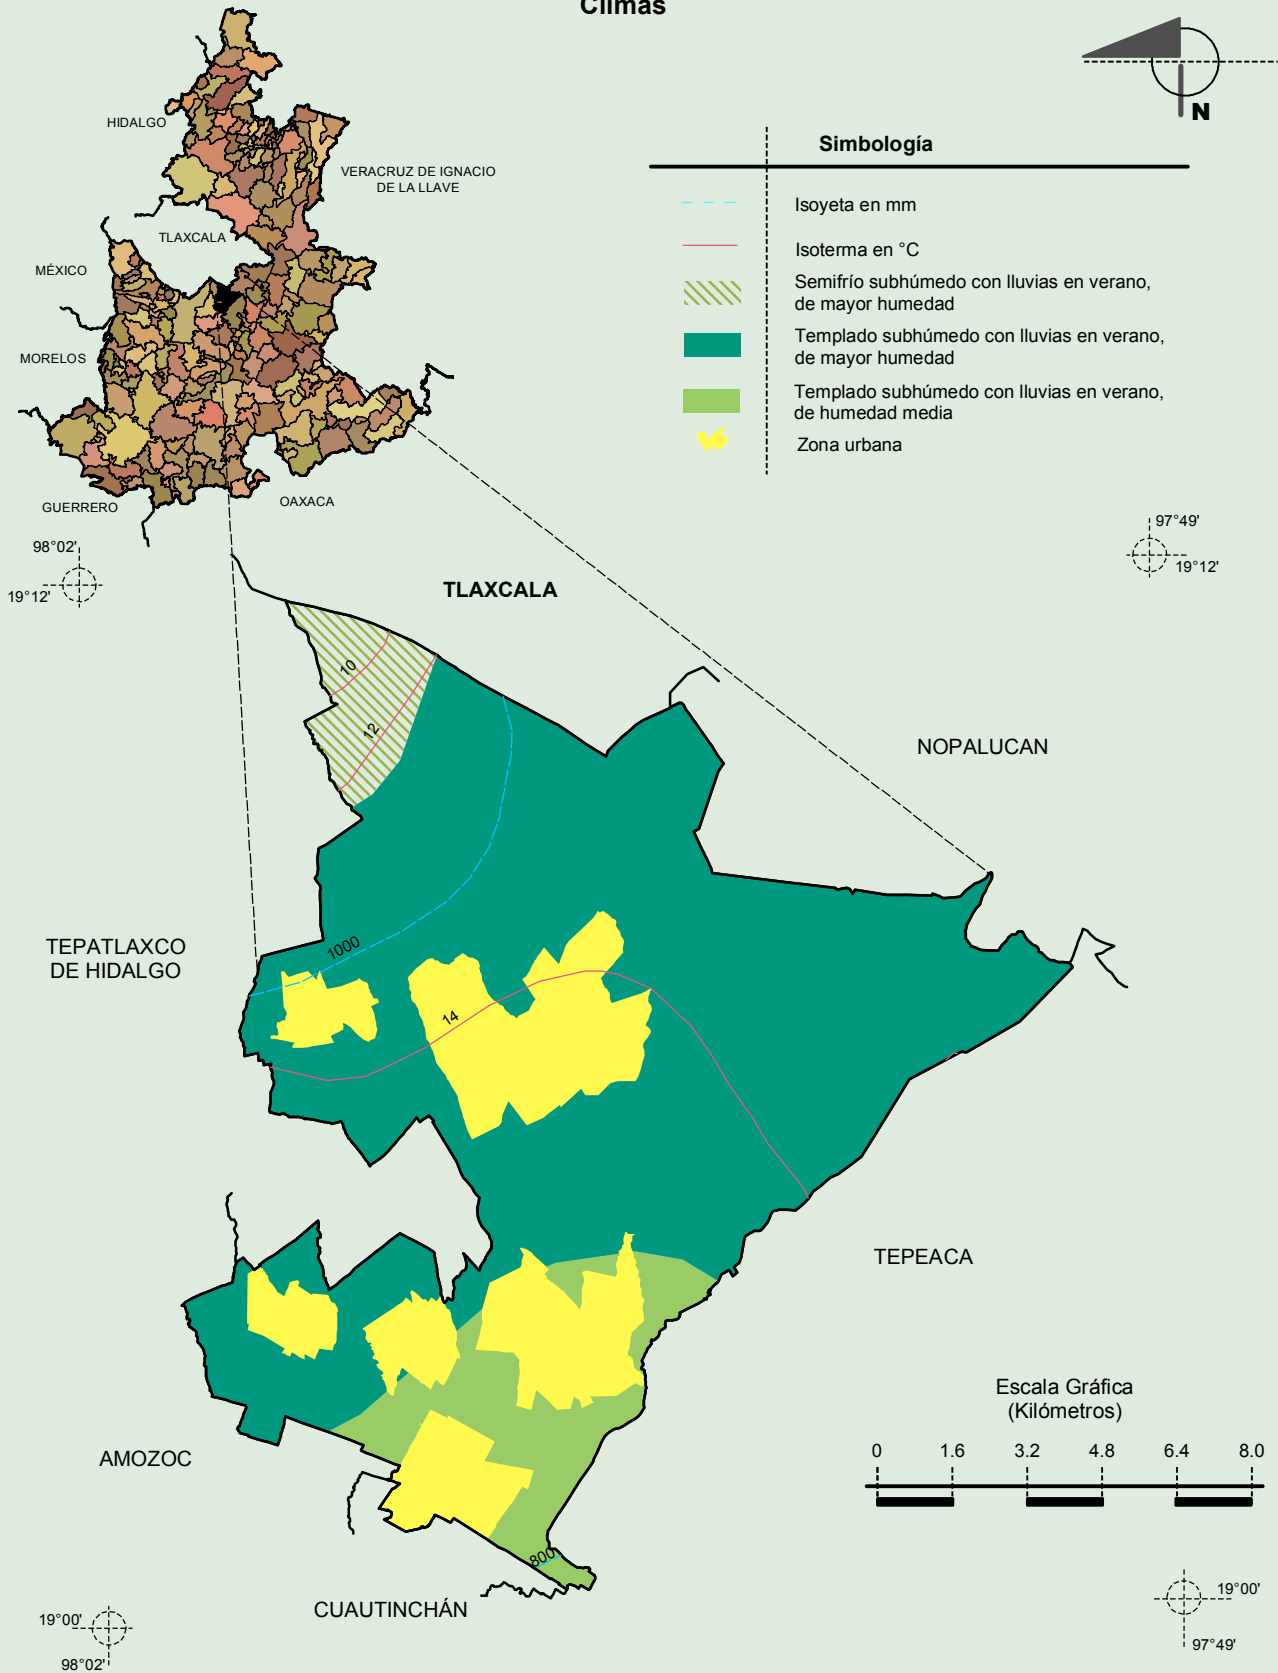 Climas
N
HIDALGO
VERACRUZ DE IGNACIO
DE LA LLAVE
TLAXCALA
MÉXICO
MORELOS
GUERRERO
OAXACA
Simbología
Isoyeta en mm
Isoterma en °C
Semifrío subhúmedo con lluvias en verano,
de mayor humedad
Templado subhúmedo con lluvias en verano,
de mayor humedad
Templado subhúmedo con lluvias en verano,
de humedad media
Zona urbana
98°02'
19°12'
97°49'
19°12'
TLAXCALA
10
12
NOPALUCAN
TEPATLAXCO
DE HIDALGO
1000
14
TEPEACA
AMOZOC
800
CUAUTINCHÁN
Escala Gráfica
(Kilómetros)
0 1.6 3.2 4.8 6.4 8.0
19°00'
98°02'
19°00'
97°49'